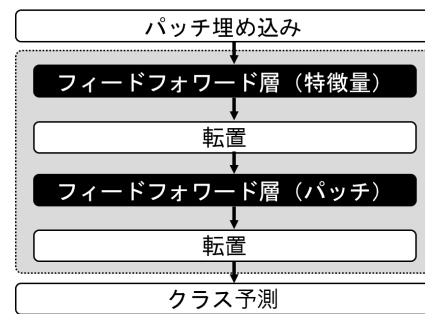 パッチ埋め込み
フィードフォワード層（特徴量）
転置
フィードフォワード層（パッチ）
転置
クラス予測